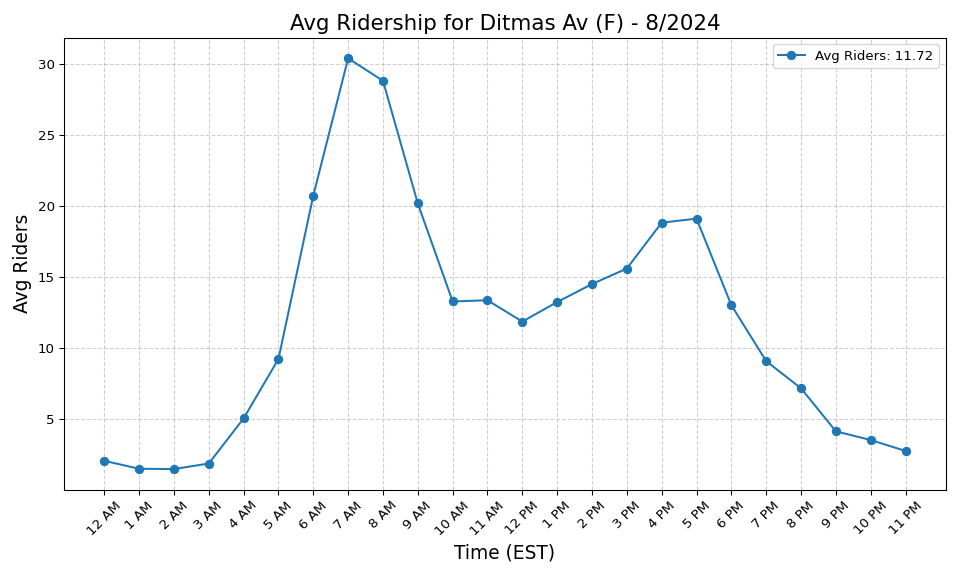 Avg Ridership for Ditmas Av (F) - 8/2024
Avg Riders: 11.72
30
25
20
15
10
5
Avg Riders
12 AM
1 AM
2 AM
3 AM
4 AM
5 AM
6 AM
7 AM
8 AM
9 AM
10 AM
11 AM
12 PM
1 PM
2 PM
3 PM
4 PM
5 PM
6 PM
7 PM
8 PM
9 PM
10 PM
11 PM
Time (EST)